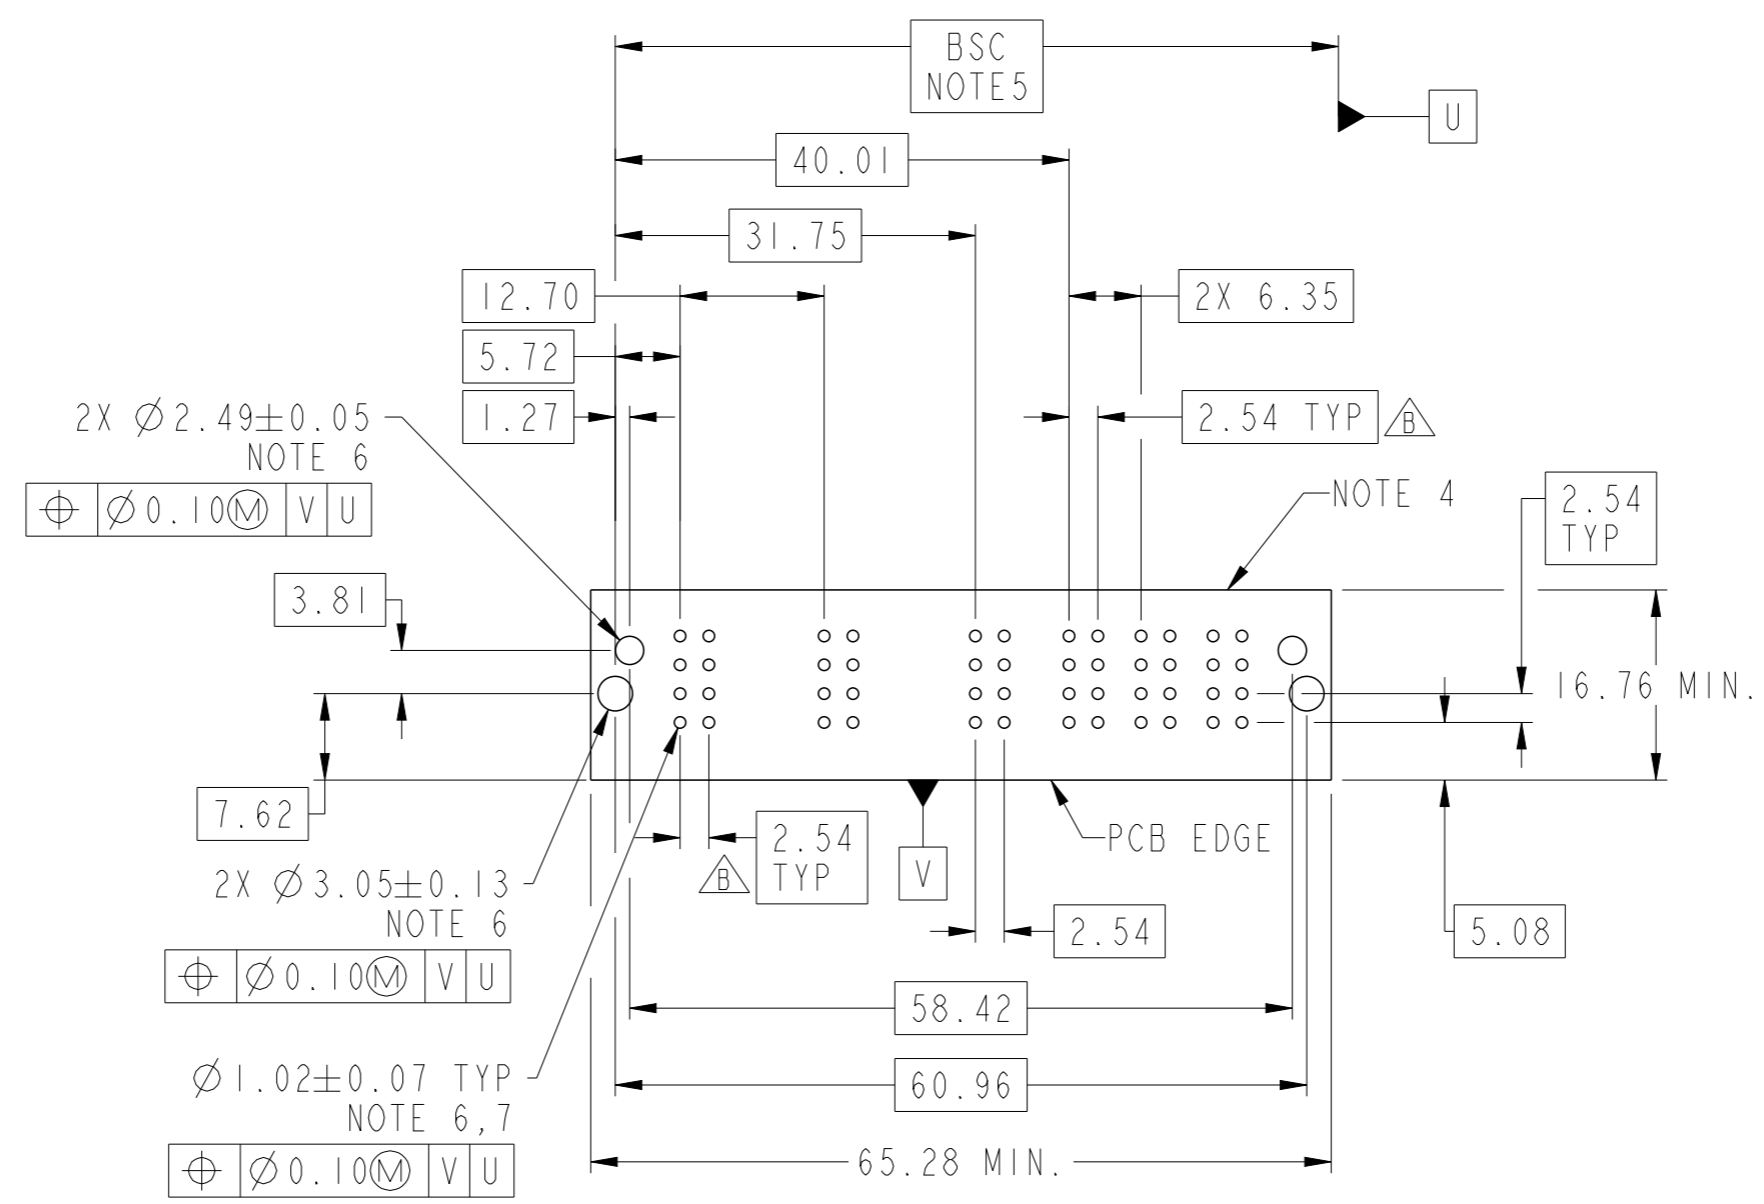 BSC
NOTE5
U
40.01
31.75
12.70
2X 6.35
5.72
1.27
2.54 TYP
B
2X ∅2.49±0.05
NOTE 6
⌖ ∅0.10Ⓜ V U
NOTE 4
2.54
TYP
3.81
16.76 MIN.
7.62
2.54
TYP
B
V
PCB EDGE
2X ∅3.05±0.13
NOTE 6
⌖ ∅0.10Ⓜ V U
2.54
5.08
58.42
∅1.02±0.07 TYP
NOTE 6,7
⌖ ∅0.10Ⓜ V U
60.96
65.28 MIN.